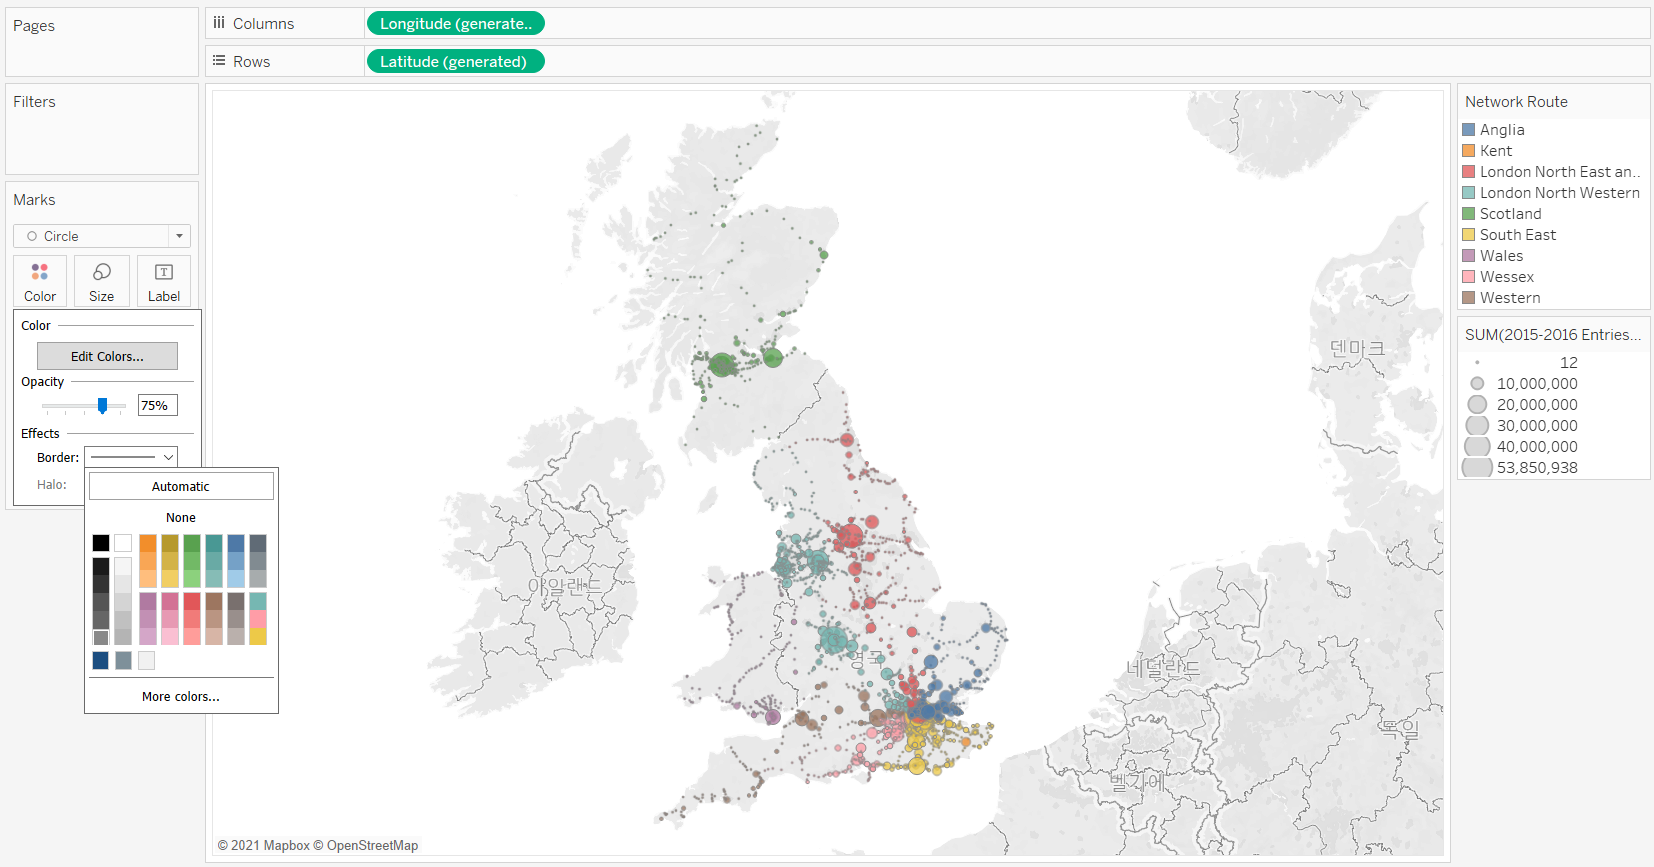 Pages
Columns
Longitude (generate..
Rows
Latitude (generated)
Filters
Marks
Circle
Color
Size
Label
Color
Edit Colors...
Opacity
75%
Effects
Border:
Halo:
Automatic
None
More colors...
덴마크
아일랜드
영국
네덜란드
독일
벨기에
© 2021 Mapbox © OpenStreetMap
Network Route
Anglia
Kent
London North East an..
London North Western
Scotland
South East
Wales
Wessex
Western
SUM(2015-2016 Entries...
12
10,000,000
20,000,000
30,000,000
40,000,000
53,850,938